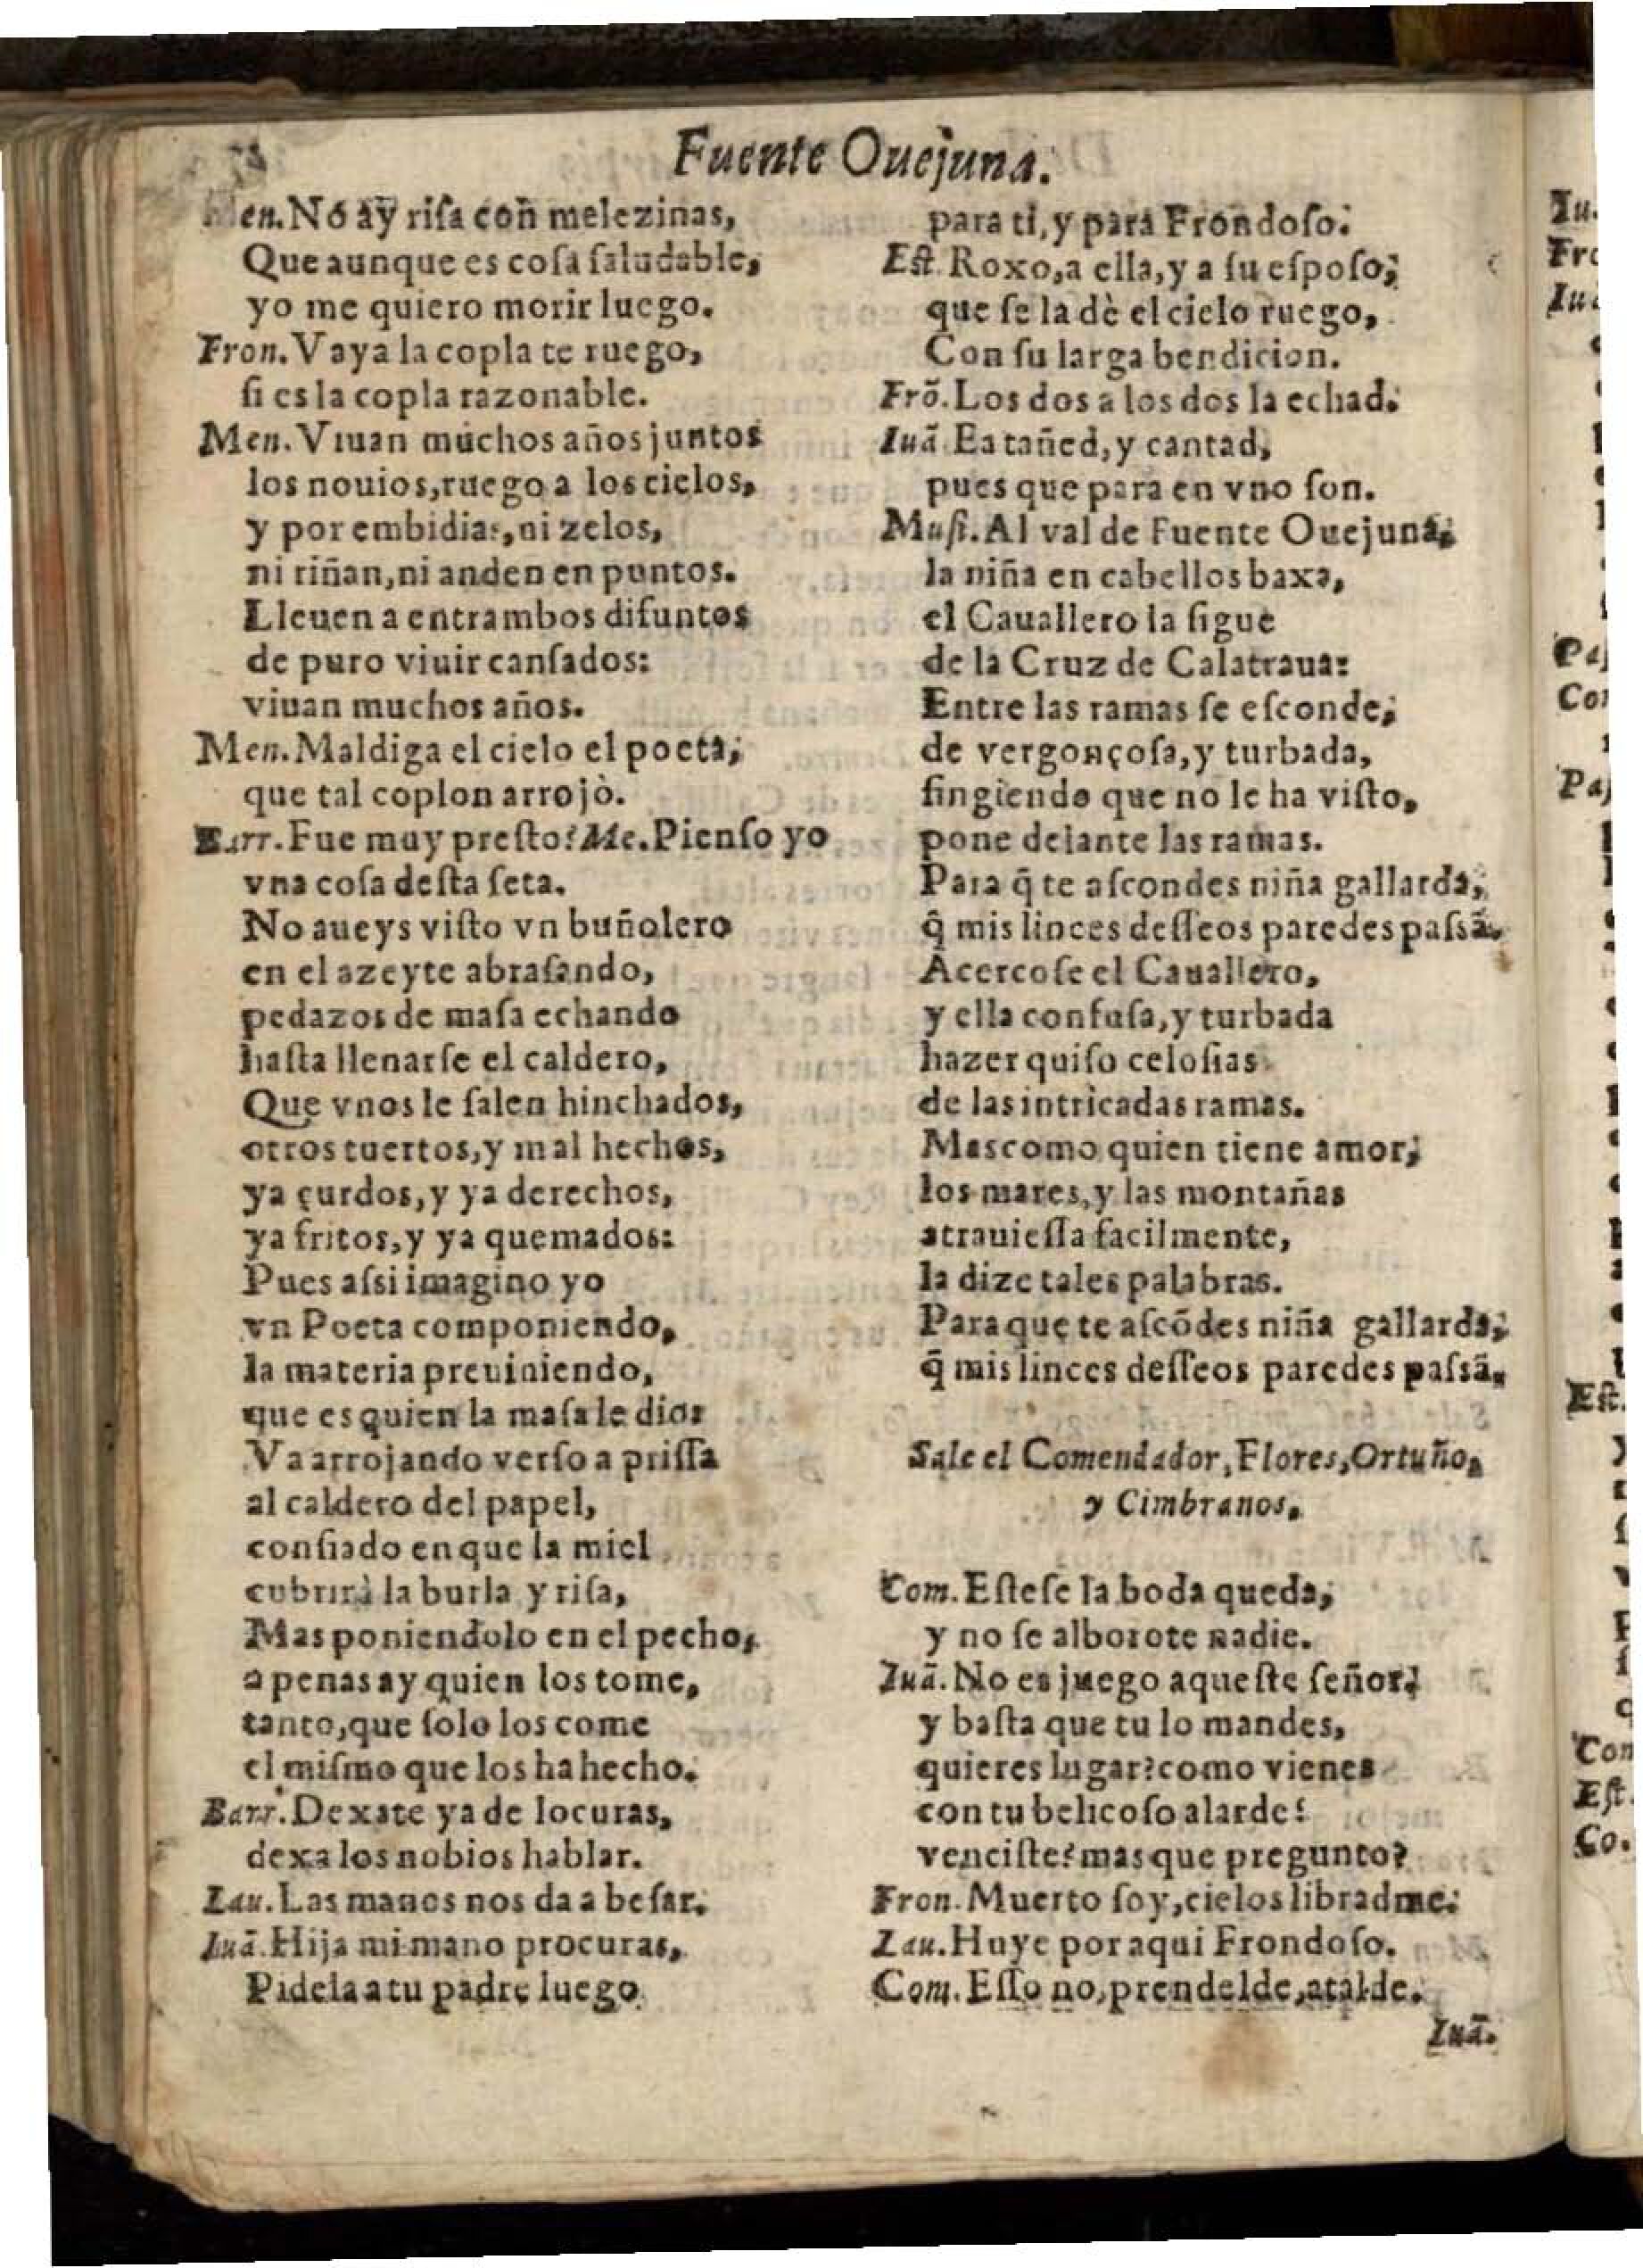 Fuente Ouejuna.
Men. No ay risa con melezinas,
Que aunque es cosa saludable,
yo me quiero morir luego.
Fron. Vaya la copla te ruego,
si es la copla razonable.
Men. Viuan muchos años juntos
los nouios, ruego a los cielos,
y por embidias, ni zelos,
ni riñan, ni anden en puntos.
Lleuen a entrambos difuntos
de puro viuir cansados:
viuan muchos años.
Men. Maldiga el cielo el poeta,
que tal coplon arrojò.
Barr. Fue muy presto? Me. Pienso yo
vna cosa desta seta.
No aueys visto vn buñolero
en el azeyte abrasando,
pedazos de masa echando
hasta llenarse el caldero,
Que vnos le salen hinchados,
otros tuertos, y mal hechos,
ya çurdos, y ya derechos,
ya fritos, y ya quemados:
Pues assi imagino yo
vn Poeta componiendo,
la materia preuiniendo,
que es quien la masa le dio:
Va arrojando verso a prissa
al caldero del papel,
confiado en que la miel
cubrirà la burla y risa,
Mas poniendolo en el pecho,
a penas ay quien los tome,
tanto, que solo los come
el mismo que los ha hecho.
Barr. Dexate ya de locuras,
dexa los nobios hablar.
Lau. Las manos nos da a besar.
Iuã. Hija mi mano procuras,
Pidela a tu padre luego
para ti, y para Frondoso.
Est. Roxo, a ella, y a su esposo,
que se la dè el cielo ruego,
Con su larga bendicion.
Frõ. Los dos a los dos la echad.
Iuã Ea tañed, y cantad,
pues que para en vno son.
Musi. Al val de Fuente Ouejuna,
la niña en cabellos baxa,
el Cauallero la sigue
de la Cruz de Calatraua:
Entre las ramas se esconde,
de vergonçosa, y turbada,
fingiendo que no le ha visto,
pone delante las ramas.
Para q̃ te ascondes niña gallarda,
q̃ mis linces desseos paredes passã.
Acercose el Cauallero,
y ella confusa, y turbada
hazer quiso celosias
de las intricadas ramas.
Mas como quien tiene amor,
los mares, y las montañas
atrauiessa facilmente,
la dize tales palabras.
Para que te ascõdes niña gallarda,
q̃ mis linces desseos paredes passã.
Sale el Comendador, Flores, Ortuño,
y Cimbranos.
Com. Estese la boda queda,
y no se alborote nadie.
Iuã. No es juego aqueste señor,
y basta que tu lo mandes,
quieres lugar? como vienes
con tu belicoso alarde?
venciste? mas que pregunto?
Fron. Muerto soy, cielos libradme.
Lau. Huye por aqui Frondoso.
Com. Esso no, prendelde, atalde.
Iuã.